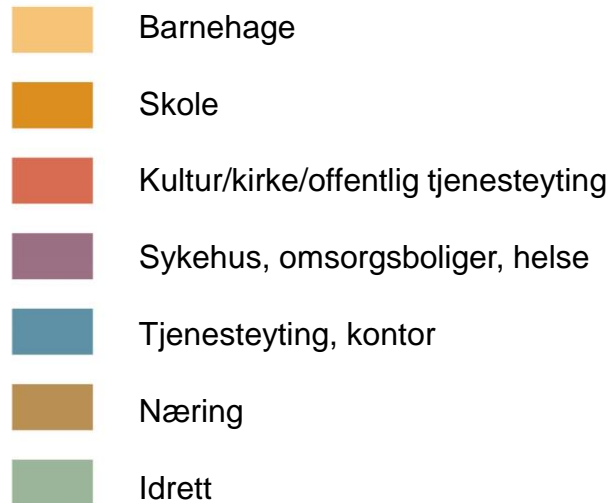 Barnehage
Skole
Kultur/kirke/offentlig tjenesteyting
Sykehus, omsorgsboliger, helse
Tjenesteyting, kontor
Næring
Idrett